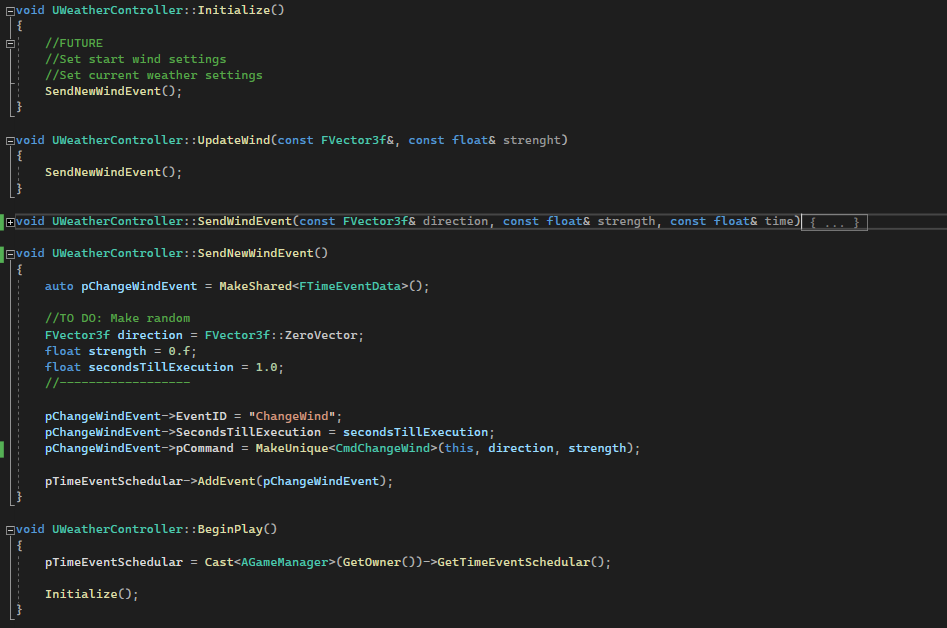 void UWeatherController::Initialize()
{
//FUTURE
//Set start wind settings
//Set current weather settings
SendNewWindEvent();
}
void UWeatherController::UpdateWind(const FVector3f&, const float& strenght)
{
SendNewWindEvent();
}
void UWeatherController::SendWindEvent(const FVector3f& direction, const float& strength, const float& time){ ... }
void UWeatherController::SendNewWindEvent()
{
auto pChangeWindEvent = MakeShared<FTimeEventData>();
//TO DO: Make random
FVector3f direction = FVector3f::ZeroVector;
float strength = 0.f;
float secondsTillExecution = 1.0;
//------------------
pChangeWindEvent->EventID = "ChangeWind";
pChangeWindEvent->SecondsTillExecution = secondsTillExecution;
pChangeWindEvent->pCommand = MakeUnique<CmdChangeWind>(this, direction, strength);
pTimeEventSchedular->AddEvent(pChangeWindEvent);
}
void UWeatherController::BeginPlay()
{
pTimeEventSchedular = Cast<AGameManager>(GetOwner())->GetTimeEventSchedular();
Initialize();
}